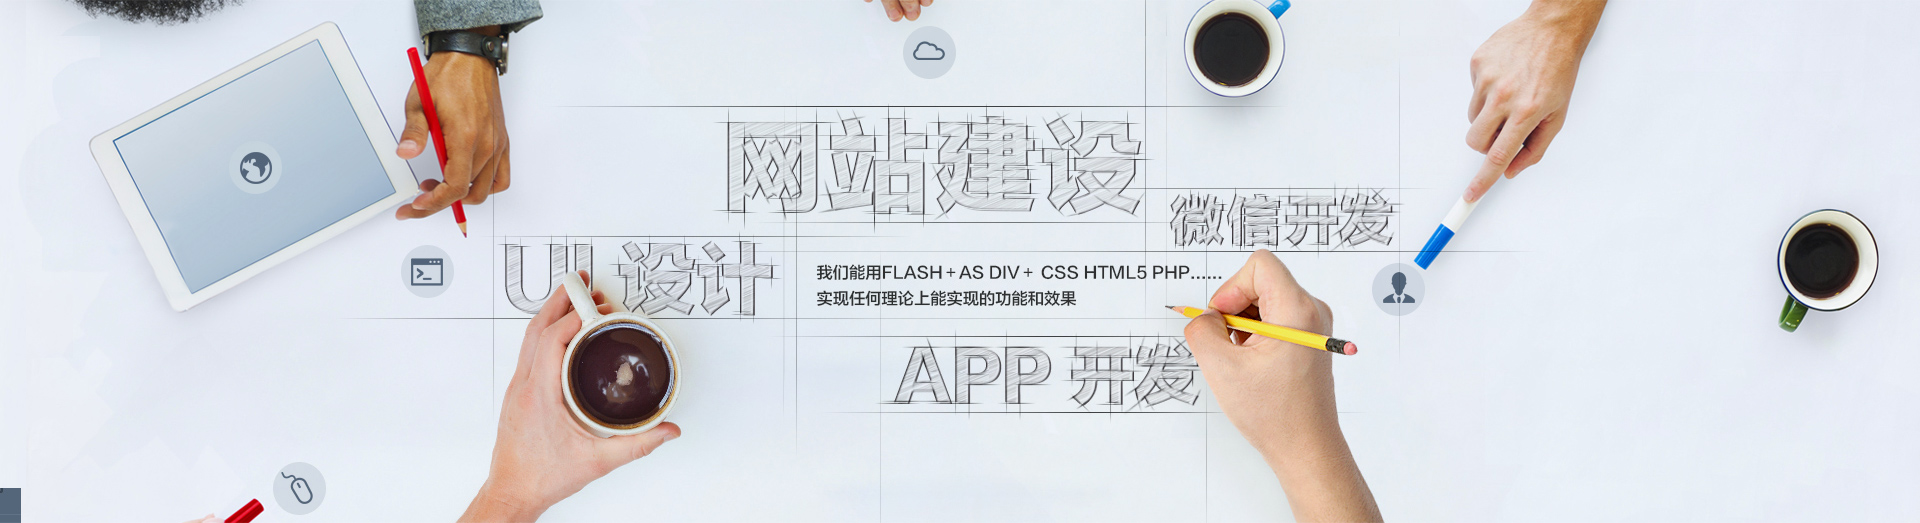 网站建设
微信开发
UI 设计
我们能用FLASH+AS DIV+ CSS HTML5 PHP......
实现任何理论上能实现的功能和效果
APP 开发